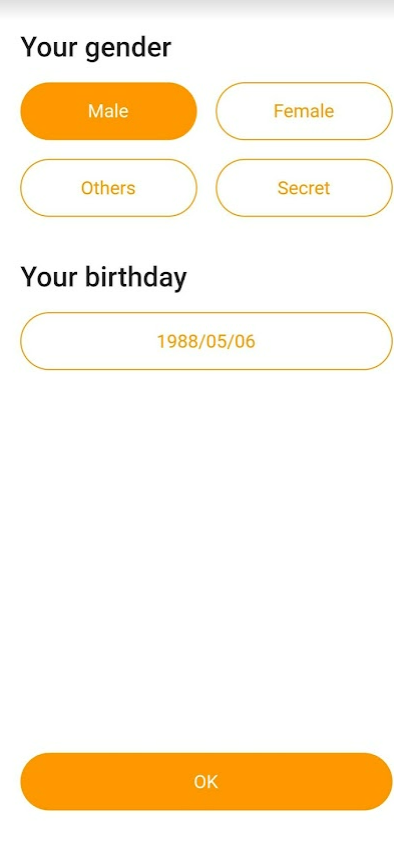 Your gender
Male
Female
Others
Secret
Your birthday
1988/05/06
OK